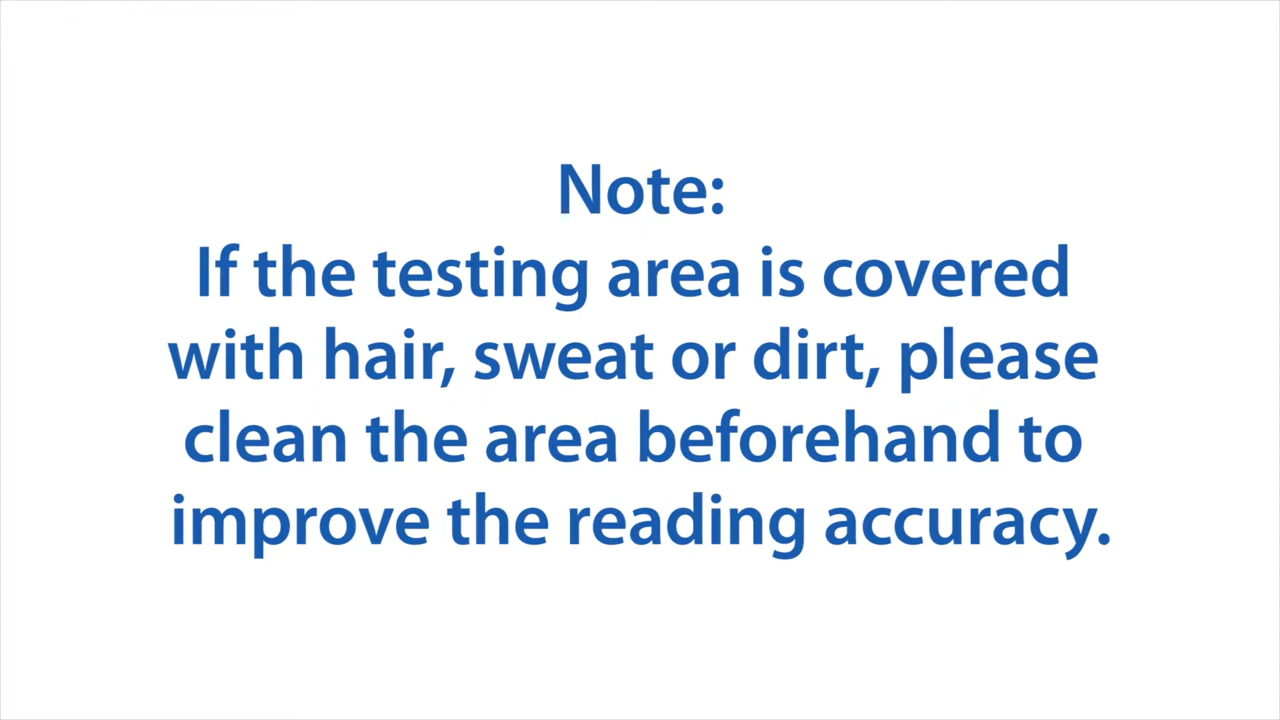 Note:
If the testing area is covered
with hair, sweat or dirt, please
clean the area beforehand to
improve the reading accuracy.